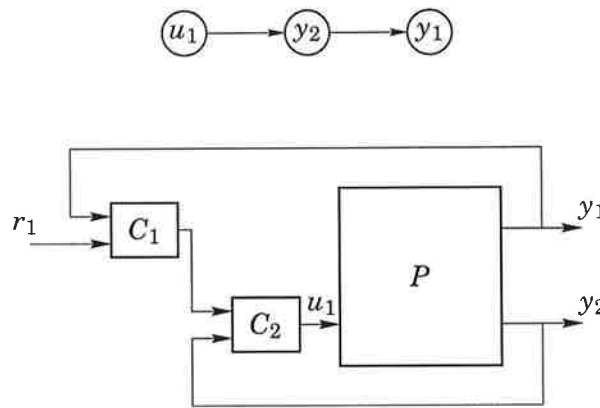 u₁ y₂ y₁
y₁
r₁ C₁
P
u₁ y₂
C₂